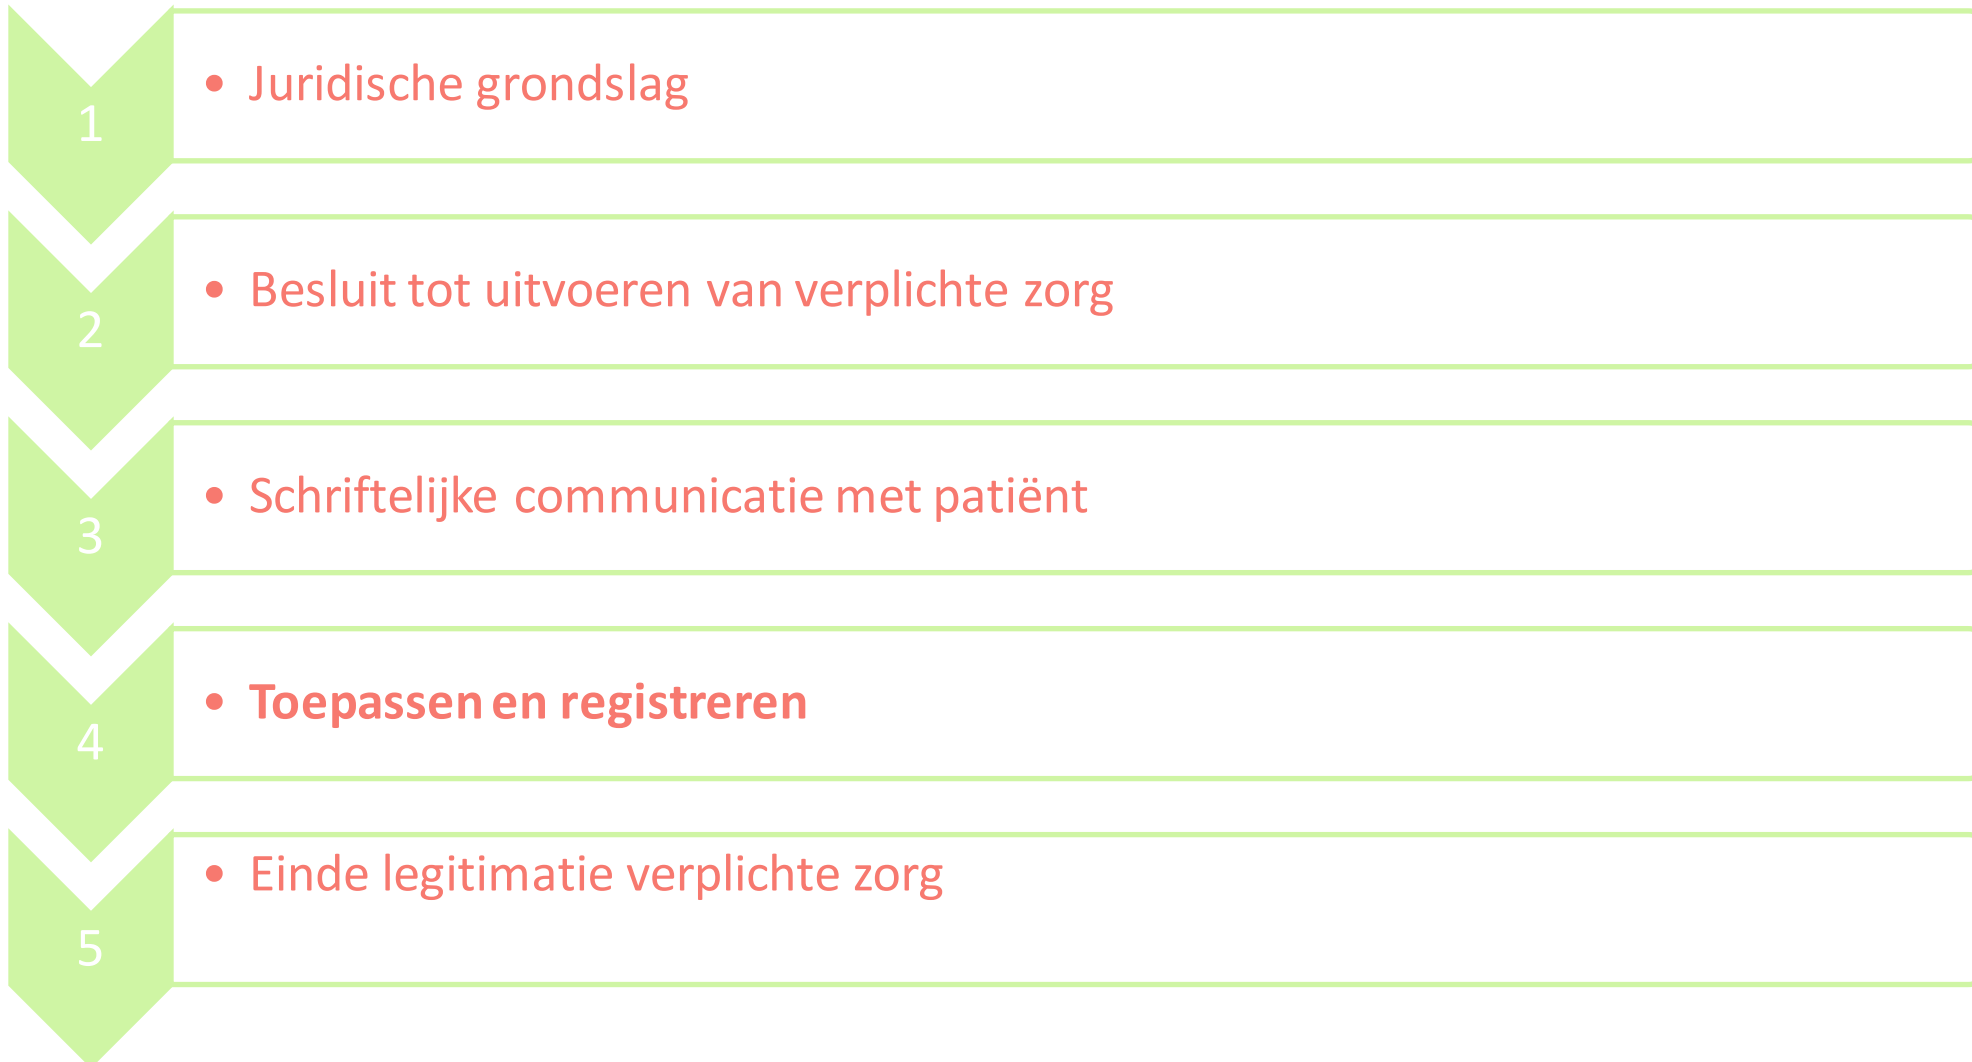 1
• Juridische grondslag
2
• Besluit tot uitvoeren van verplichte zorg
3
• Schriftelijke communicatie met patiënt
4
• Toepassen en registreren
5
• Einde legitimatie verplichte zorg